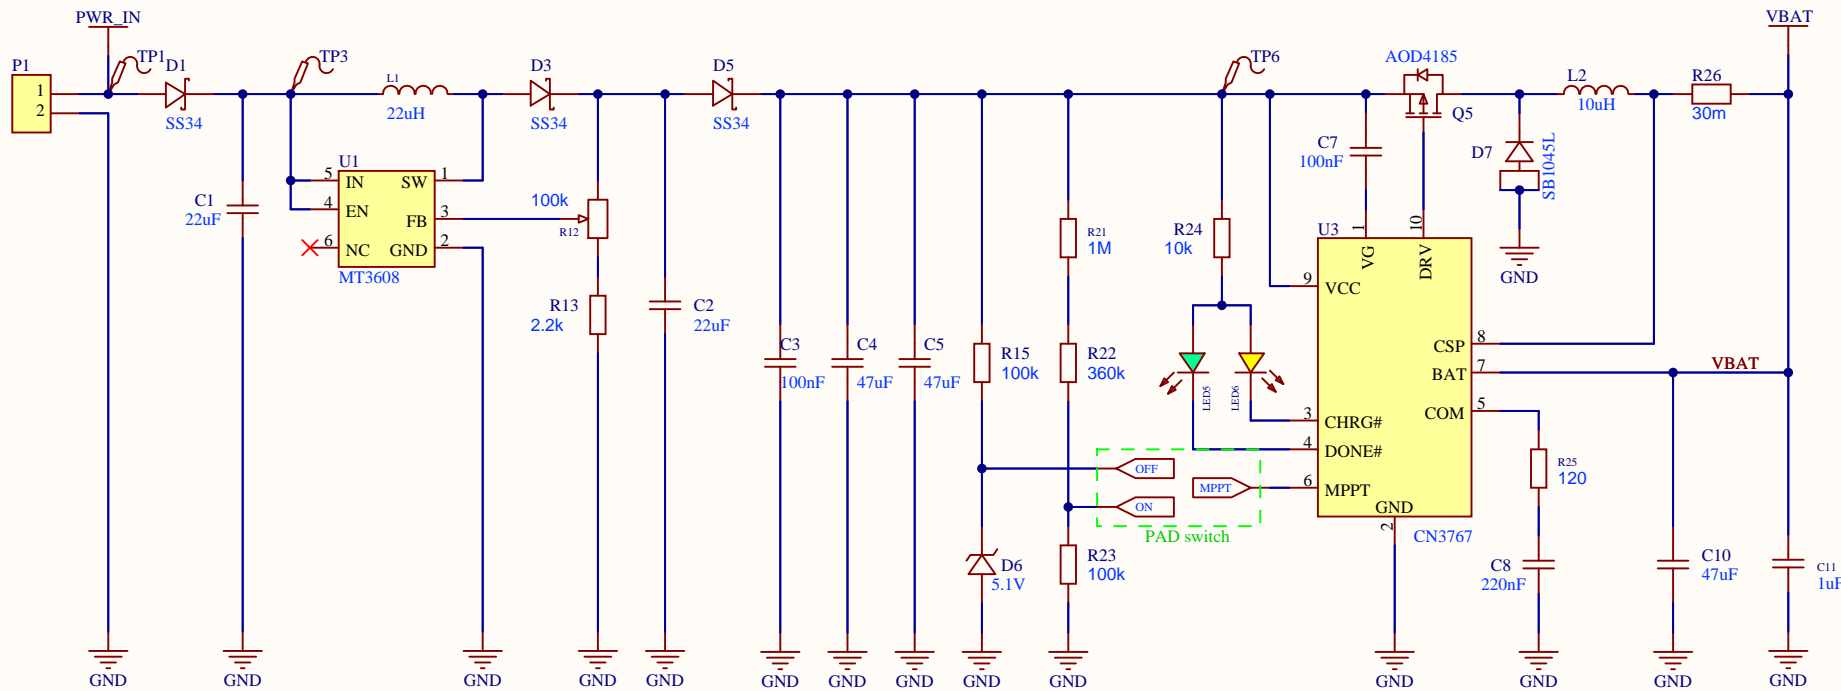 PWR_IN
P1
1
2
TP1
D1
SS34
C1
22uF
GND
GND
TP3
L1
22uH
U1
5
IN
SW
1
4
EN
FB
3
6
NC
GND
2
MT3608
GND
D3
SS34
100k
R12
R13
2.2k
GND
C2
22uF
GND
D5
SS34
C3
100nF
GND
C4
47uF
GND
C5
47uF
GND
R15
100k
D6
5.1V
GND
R21
1M
R22
360k
R23
100k
GND
OFF
MPPT
ON
PAD switch
TP6
R24
10k
LED5
LED6
C7
100nF
AOD4185
Q5
U3
1
10
VG
DRV
9
VCC
CSP
8
BAT
7
3
CHRG#
COM
5
4
DONE#
6
MPPT
GND
2
CN3767
GND
D7
SB1045L
GND
L2
10uH
R26
30m
VBAT
VBAT
R25
120
C8
220nF
GND
C10
47uF
GND
C11
1uF
GND